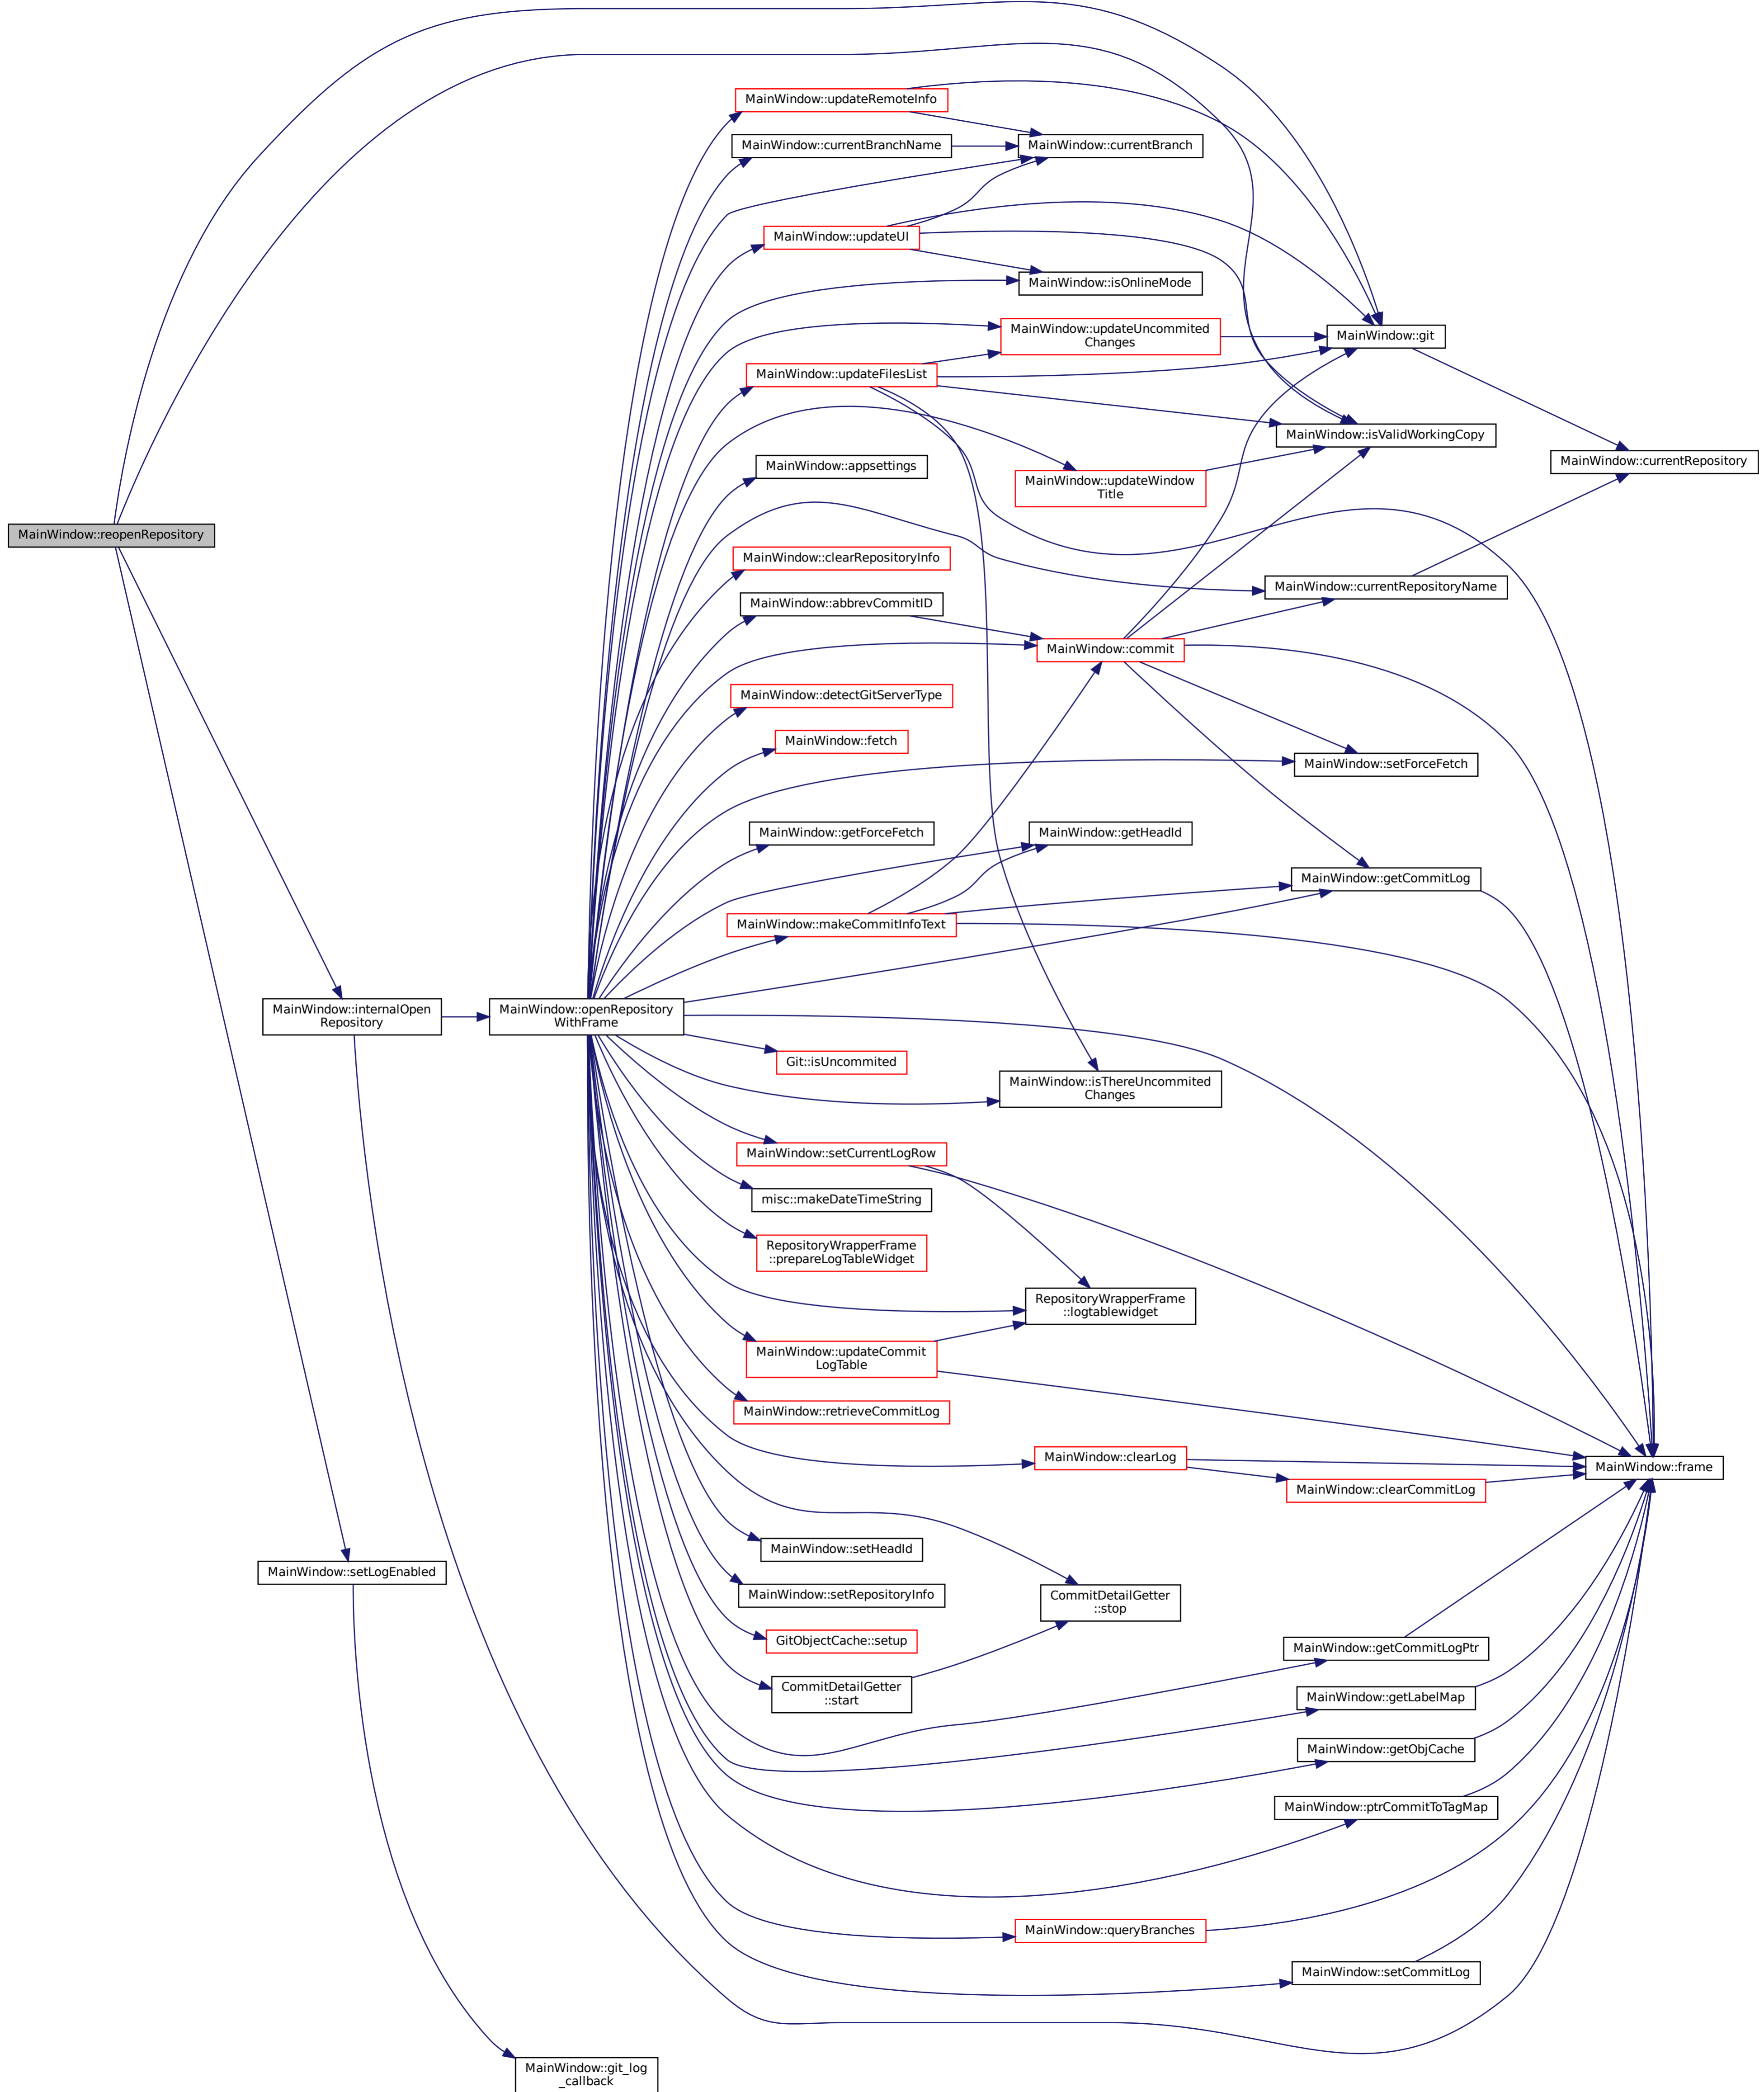 MainWindow::updateRemoteInfo
MainWindow::currentBranchName
MainWindow::currentBranch
MainWindow::updateUI
MainWindow::isOnlineMode
MainWindow::updateUncommited
Changes
MainWindow::git
MainWindow::updateFilesList
MainWindow::isValidWorkingCopy
MainWindow::appsettings
MainWindow::currentRepository
MainWindow::updateWindow
Title
MainWindow::reopenRepository
MainWindow::clearRepositoryInfo
MainWindow::currentRepositoryName
MainWindow::abbrevCommitID
MainWindow::commit
MainWindow::detectGitServerType
MainWindow::fetch
MainWindow::setForceFetch
MainWindow::getForceFetch
MainWindow::getHeadId
MainWindow::getCommitLog
MainWindow::makeCommitInfoText
MainWindow::internalOpen
Repository
MainWindow::openRepository
WithFrame
Git::isUncommited
MainWindow::isThereUncommited
Changes
MainWindow::setCurrentLogRow
misc::makeDateTimeString
RepositoryWrapperFrame
::prepareLogTableWidget
RepositoryWrapperFrame
::logtablewidget
MainWindow::updateCommit
LogTable
MainWindow::retrieveCommitLog
MainWindow::clearLog
MainWindow::frame
MainWindow::clearCommitLog
MainWindow::setHeadId
MainWindow::setLogEnabled
MainWindow::setRepositoryInfo
CommitDetailGetter
::stop
GitObjectCache::setup
MainWindow::getCommitLogPtr
CommitDetailGetter
::start
MainWindow::getLabelMap
MainWindow::getObjCache
MainWindow::ptrCommitToTagMap
MainWindow::queryBranches
MainWindow::setCommitLog
MainWindow::git_log
_callback